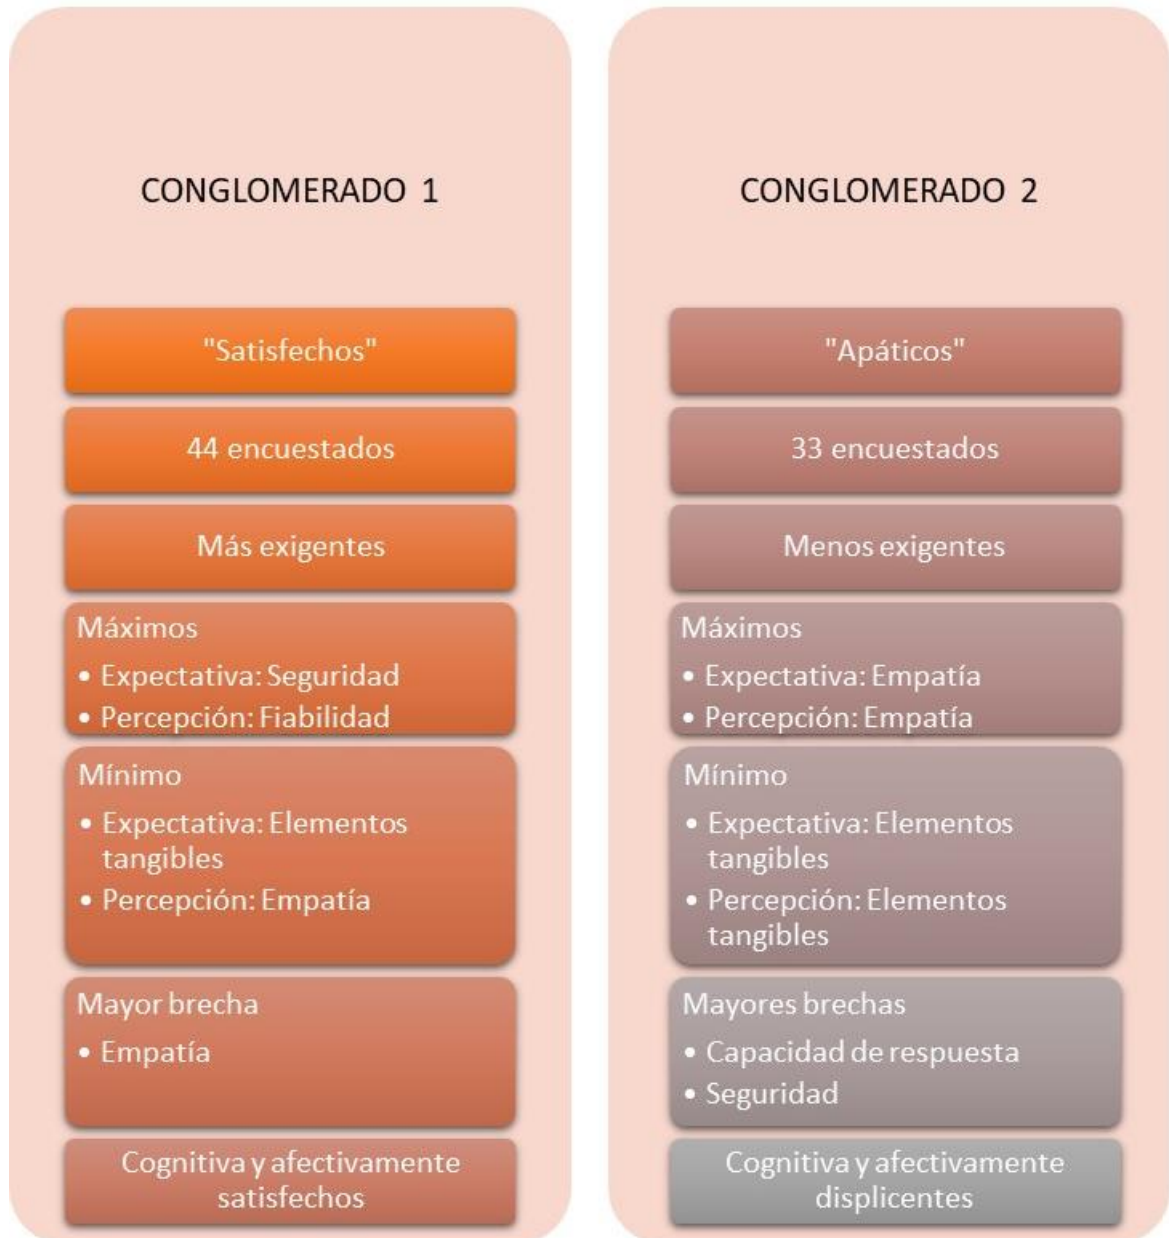 CONGLOMERADO 1
"Satisfechos"
44 encuestados
Más exigentes
Máximos
• Expectativa: Seguridad
• Percepción: Fiabilidad
Mínimo
• Expectativa: Elementos
tangibles
• Percepción: Empatía
Mayor brecha
• Empatía
Cognitiva y afectivamente
satisfechos
CONGLOMERADO 2
"Apáticos"
33 encuestados
Menos exigentes
Máximos
• Expectativa: Empatía
• Percepción: Empatía
Mínimo
• Expectativa: Elementos
tangibles
• Percepción: Elementos
tangibles
Mayores brechas
• Capacidad de respuesta
• Seguridad
Cognitiva y afectivamente
displicentes